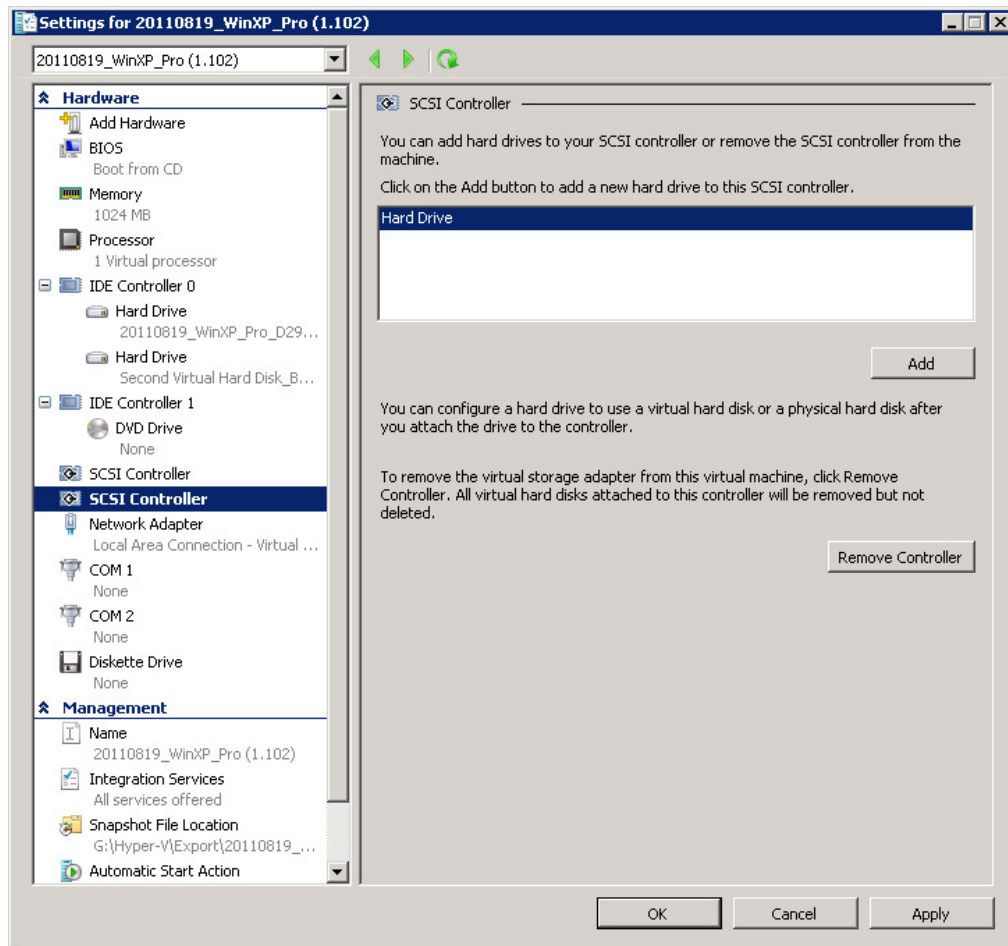 Settings for 20110819_WinXP_Pro (1.102)
20110819_WinXP_Pro (1.102)
Hardware
Add Hardware
BIOS
Boot from CD
Memory
1024 MB
Processor
1 Virtual processor
IDE Controller 0
Hard Drive
20110819_WinXP_Pro_D29...
Hard Drive
Second Virtual Hard Disk_B...
IDE Controller 1
DVD Drive
None
SCSI Controller
SCSI Controller
Network Adapter
Local Area Connection - Virtual ...
COM 1
None
COM 2
None
Diskette Drive
None
Management
Name
20110819_WinXP_Pro (1.102)
Integration Services
All services offered
Snapshot File Location
G:\Hyper-V\Export\20110819_...
Automatic Start Action
SCSI Controller
You can add hard drives to your SCSI controller or remove the SCSI controller from the
machine.
Click on the Add button to add a new hard drive to this SCSI controller.
Hard Drive
Add
You can configure a hard drive to use a virtual hard disk or a physical hard disk after
you attach the drive to the controller.
To remove the virtual storage adapter from this virtual machine, click Remove
Controller. All virtual hard disks attached to this controller will be removed but not
deleted.
Remove Controller
OK
Cancel
Apply